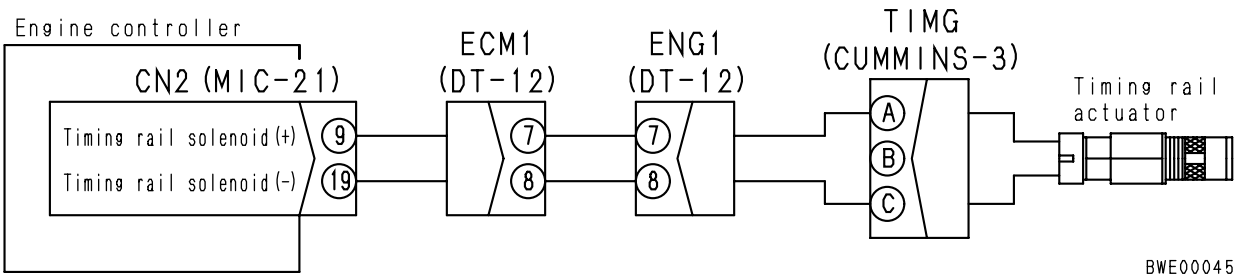 Engine controller
CN2 (MIC-21)
Timing rail solenoid (+)
9
Timing rail solenoid (-)
19
ECM1
(DT-12)
7
8
ENG1
(DT-12)
7
8
TIMG
(CUMMINS-3)
A
B
C
Timing rail
actuator
BWE00045